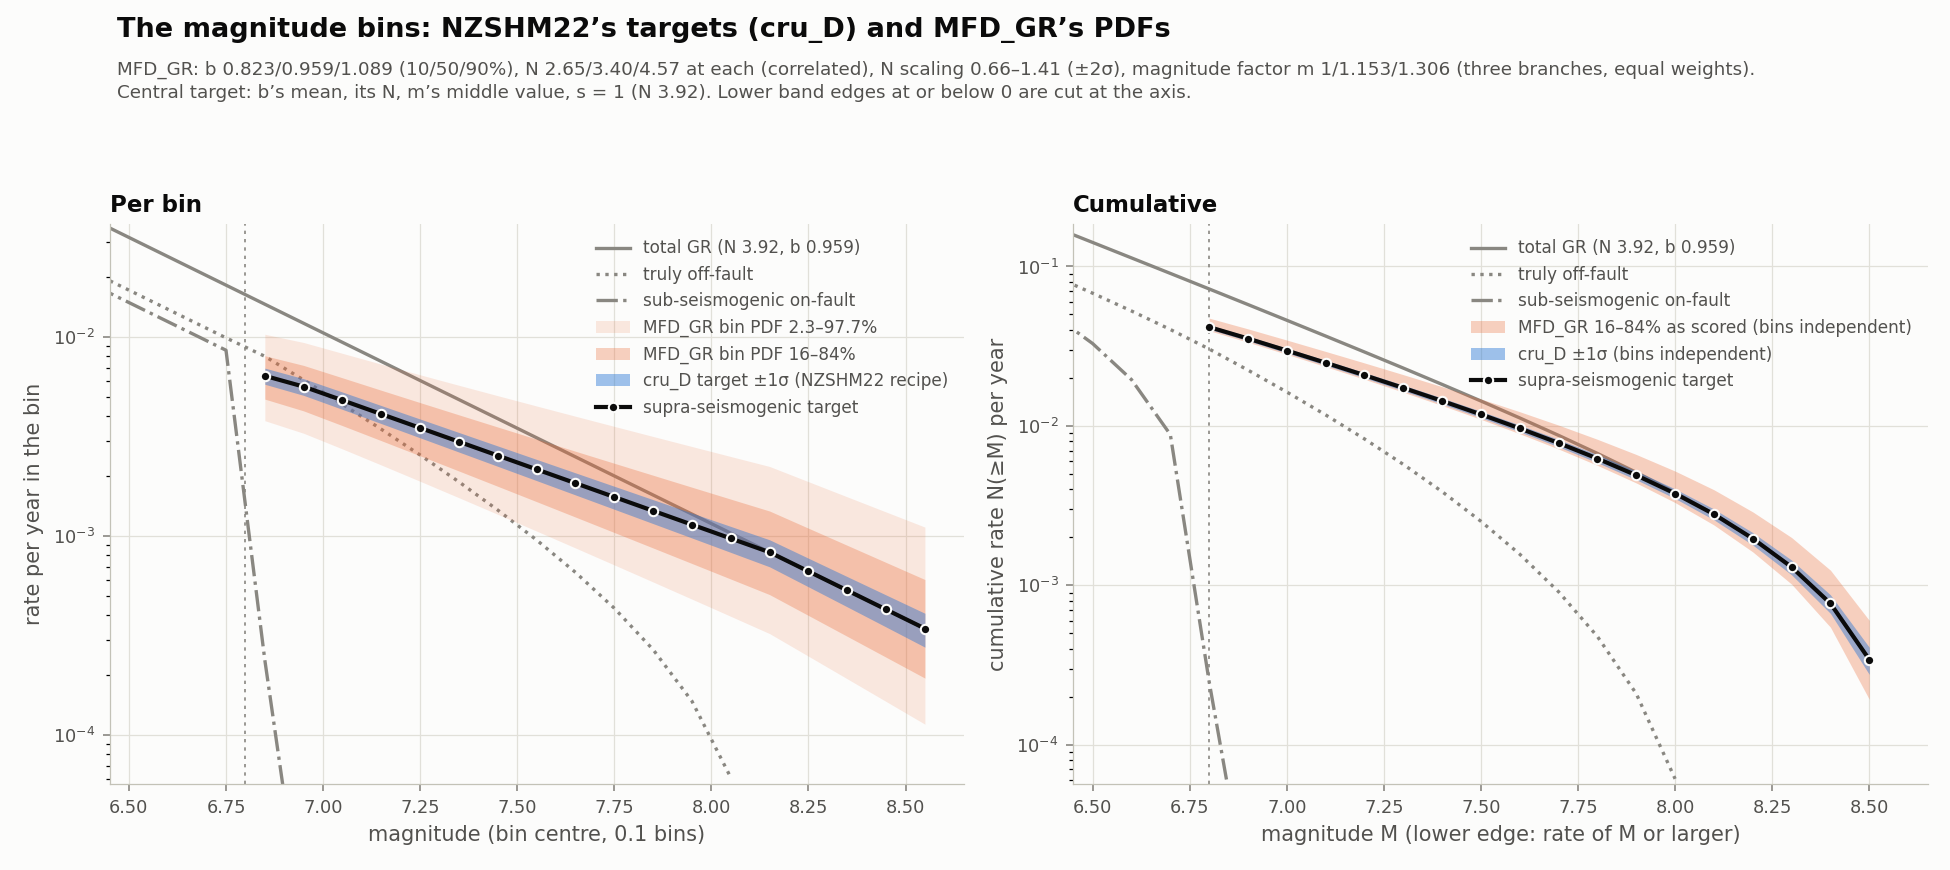 The magnitude bins: NZSHM22’s targets (cru_D) and MFD_GR’s PDFs
MFD_GR: b 0.823/0.959/1.089 (10/50/90%), N 2.65/3.40/4.57 at each (correlated), N scaling 0.66–1.41 (±2σ), magnitude factor m 1/1.153/1.306 (three branches, equal weights).
Central target: b’s mean, its N, m’s middle value, s = 1 (N 3.92). Lower band edges at or below 0 are cut at the axis.
Per bin
total GR (N 3.92, b 0.959)
truly off-fault
sub-seismogenic on-fault
MFD_GR bin PDF 2.3–97.7%
MFD_GR bin PDF 16–84%
cru_D target ±1σ (NZSHM22 recipe)
supra-seismogenic target
rate per year in the bin
10⁻²
10⁻³
10⁻⁴
6.50 6.75 7.00 7.25 7.50 7.75 8.00 8.25 8.50
magnitude (bin centre, 0.1 bins)
Cumulative
total GR (N 3.92, b 0.959)
truly off-fault
sub-seismogenic on-fault
MFD_GR 16–84% as scored (bins independent)
cru_D ±1σ (bins independent)
supra-seismogenic target
cumulative rate N(≥M) per year
10⁻¹
10⁻²
10⁻³
10⁻⁴
6.50 6.75 7.00 7.25 7.50 7.75 8.00 8.25 8.50
magnitude M (lower edge: rate of M or larger)